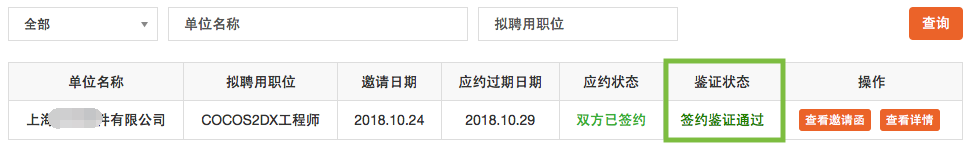 全部 单位名称 拟聘用职位 查询
单位名称 拟聘用职位 邀请日期 应约过期日期 应约状态 鉴证状态 操作
上海 件有限公司 COCOS2DX工程师 2018.10.24 2018.10.29 双方已签约 签约鉴证通过 查看邀请函 查看详情